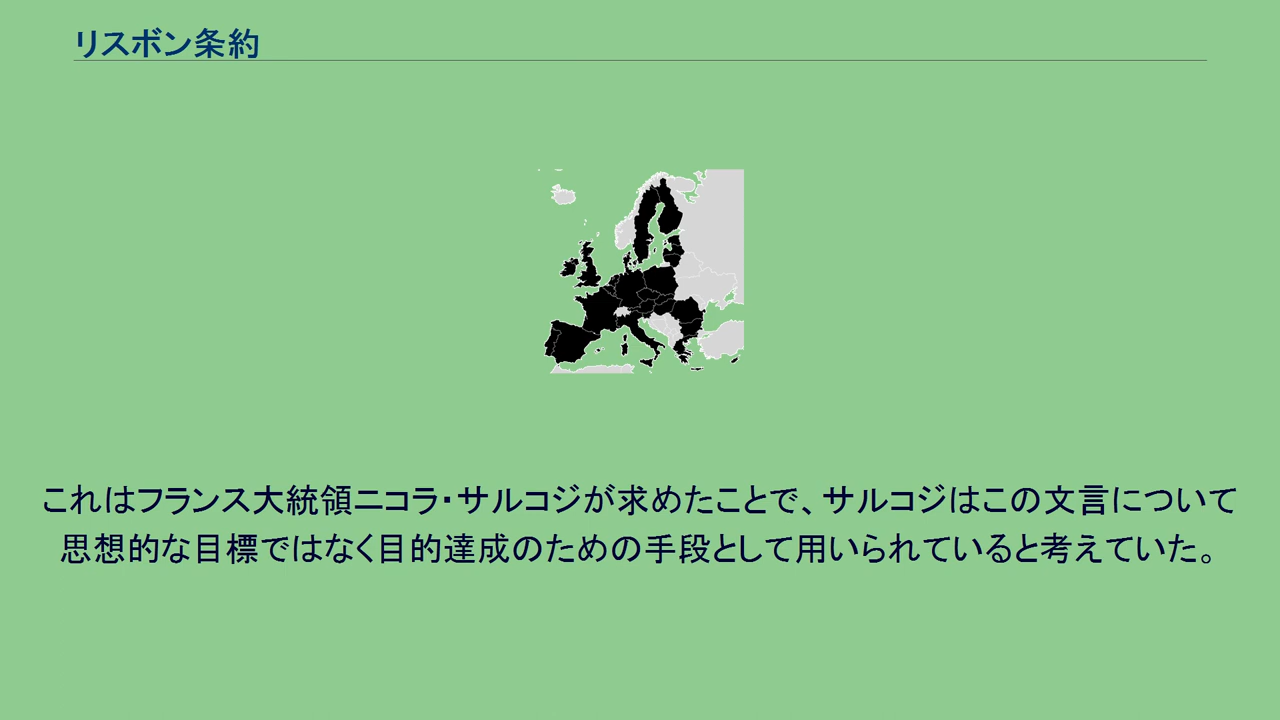 リスボン条約
これはフランス大統領ニコラ・サルコジが求めたことで、サルコジはこの文言について
思想的な目標ではなく目的達成のための手段として用いられていると考えていた。